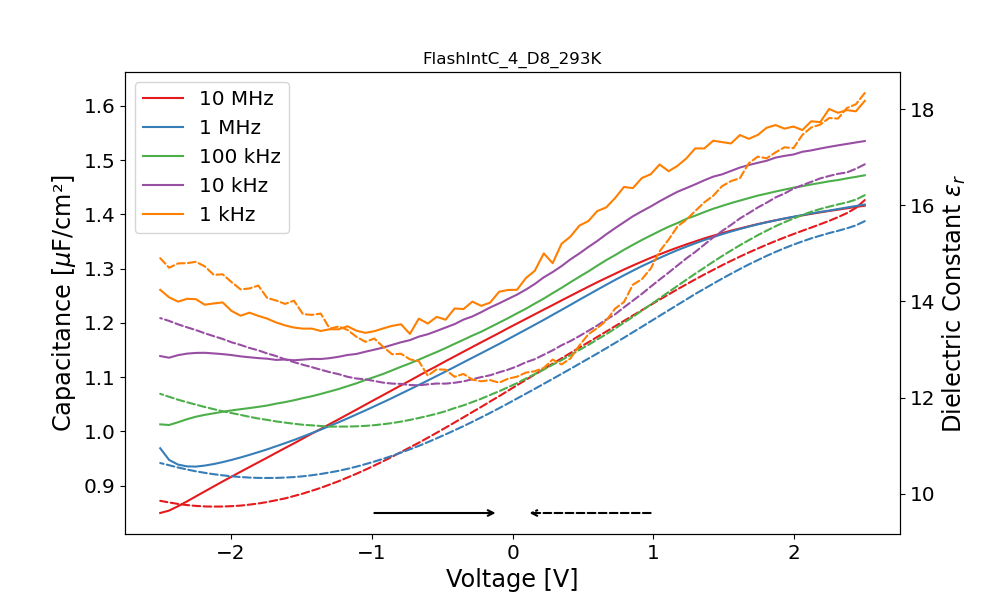 FlashIntC_4_D8_293K
10 MHz
1 MHz
100 kHz
10 kHz
1 kHz
Capacitance [μF/cm²]
1.6
1.5
1.4
1.3
1.2
1.1
1.0
0.9
18
16
14
12
10
Dielectric Constant εr
−2 −1 0 1 2
Voltage [V]